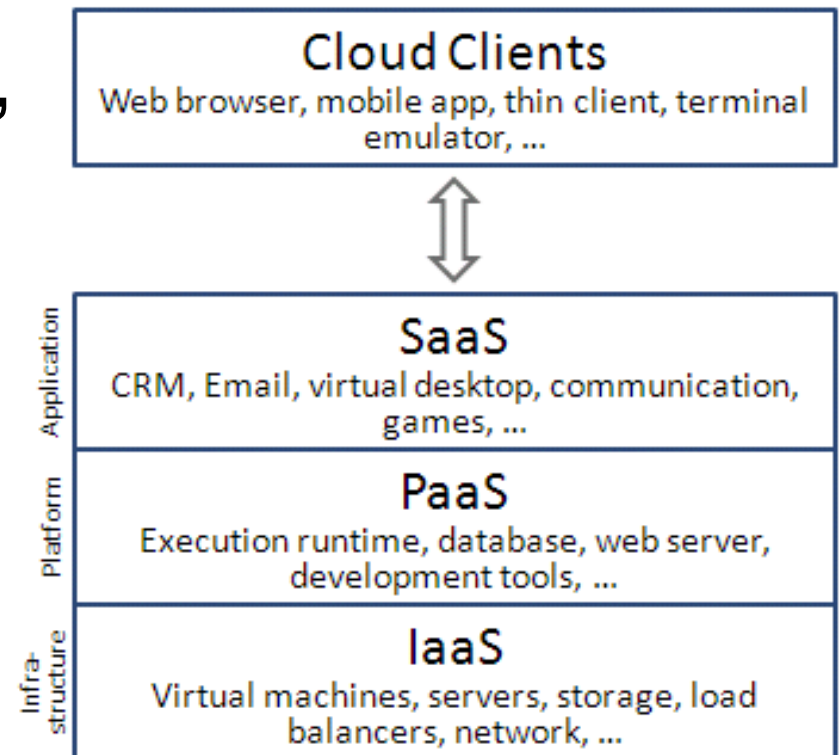 ,
Cloud Clients
Web browser, mobile app, thin client, terminal
emulator, ...
Application
SaaS
CRM, Email, virtual desktop, communication,
games, ...
Platform
PaaS
Execution runtime, database, web server,
development tools, ...
Infra-
structure
IaaS
Virtual machines, servers, storage, load
balancers, network, ...